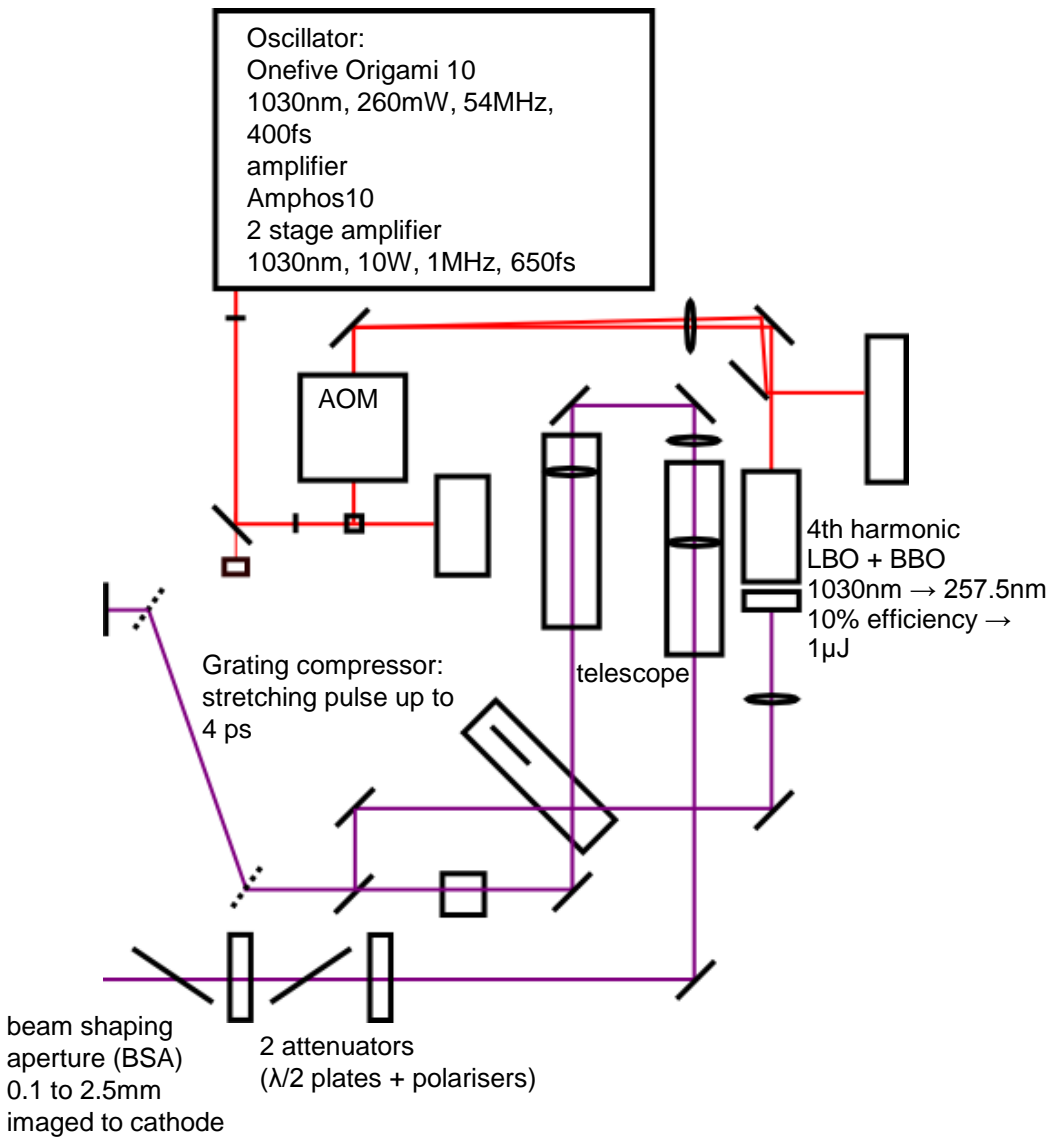 Oscillator:
Onefive Origami 10
1030nm, 260mW, 54MHz,
400fs
amplifier
Amphos10
2 stage amplifier
1030nm, 10W, 1MHz, 650fs
AOM
4th harmonic
LBO + BBO
1030nm → 257.5nm
10% efficiency →
1µJ
telescope
Grating compressor:
stretching pulse up to
4 ps
beam shaping
aperture (BSA)
0.1 to 2.5mm
imaged to cathode
2 attenuators
(λ/2 plates + polarisers)